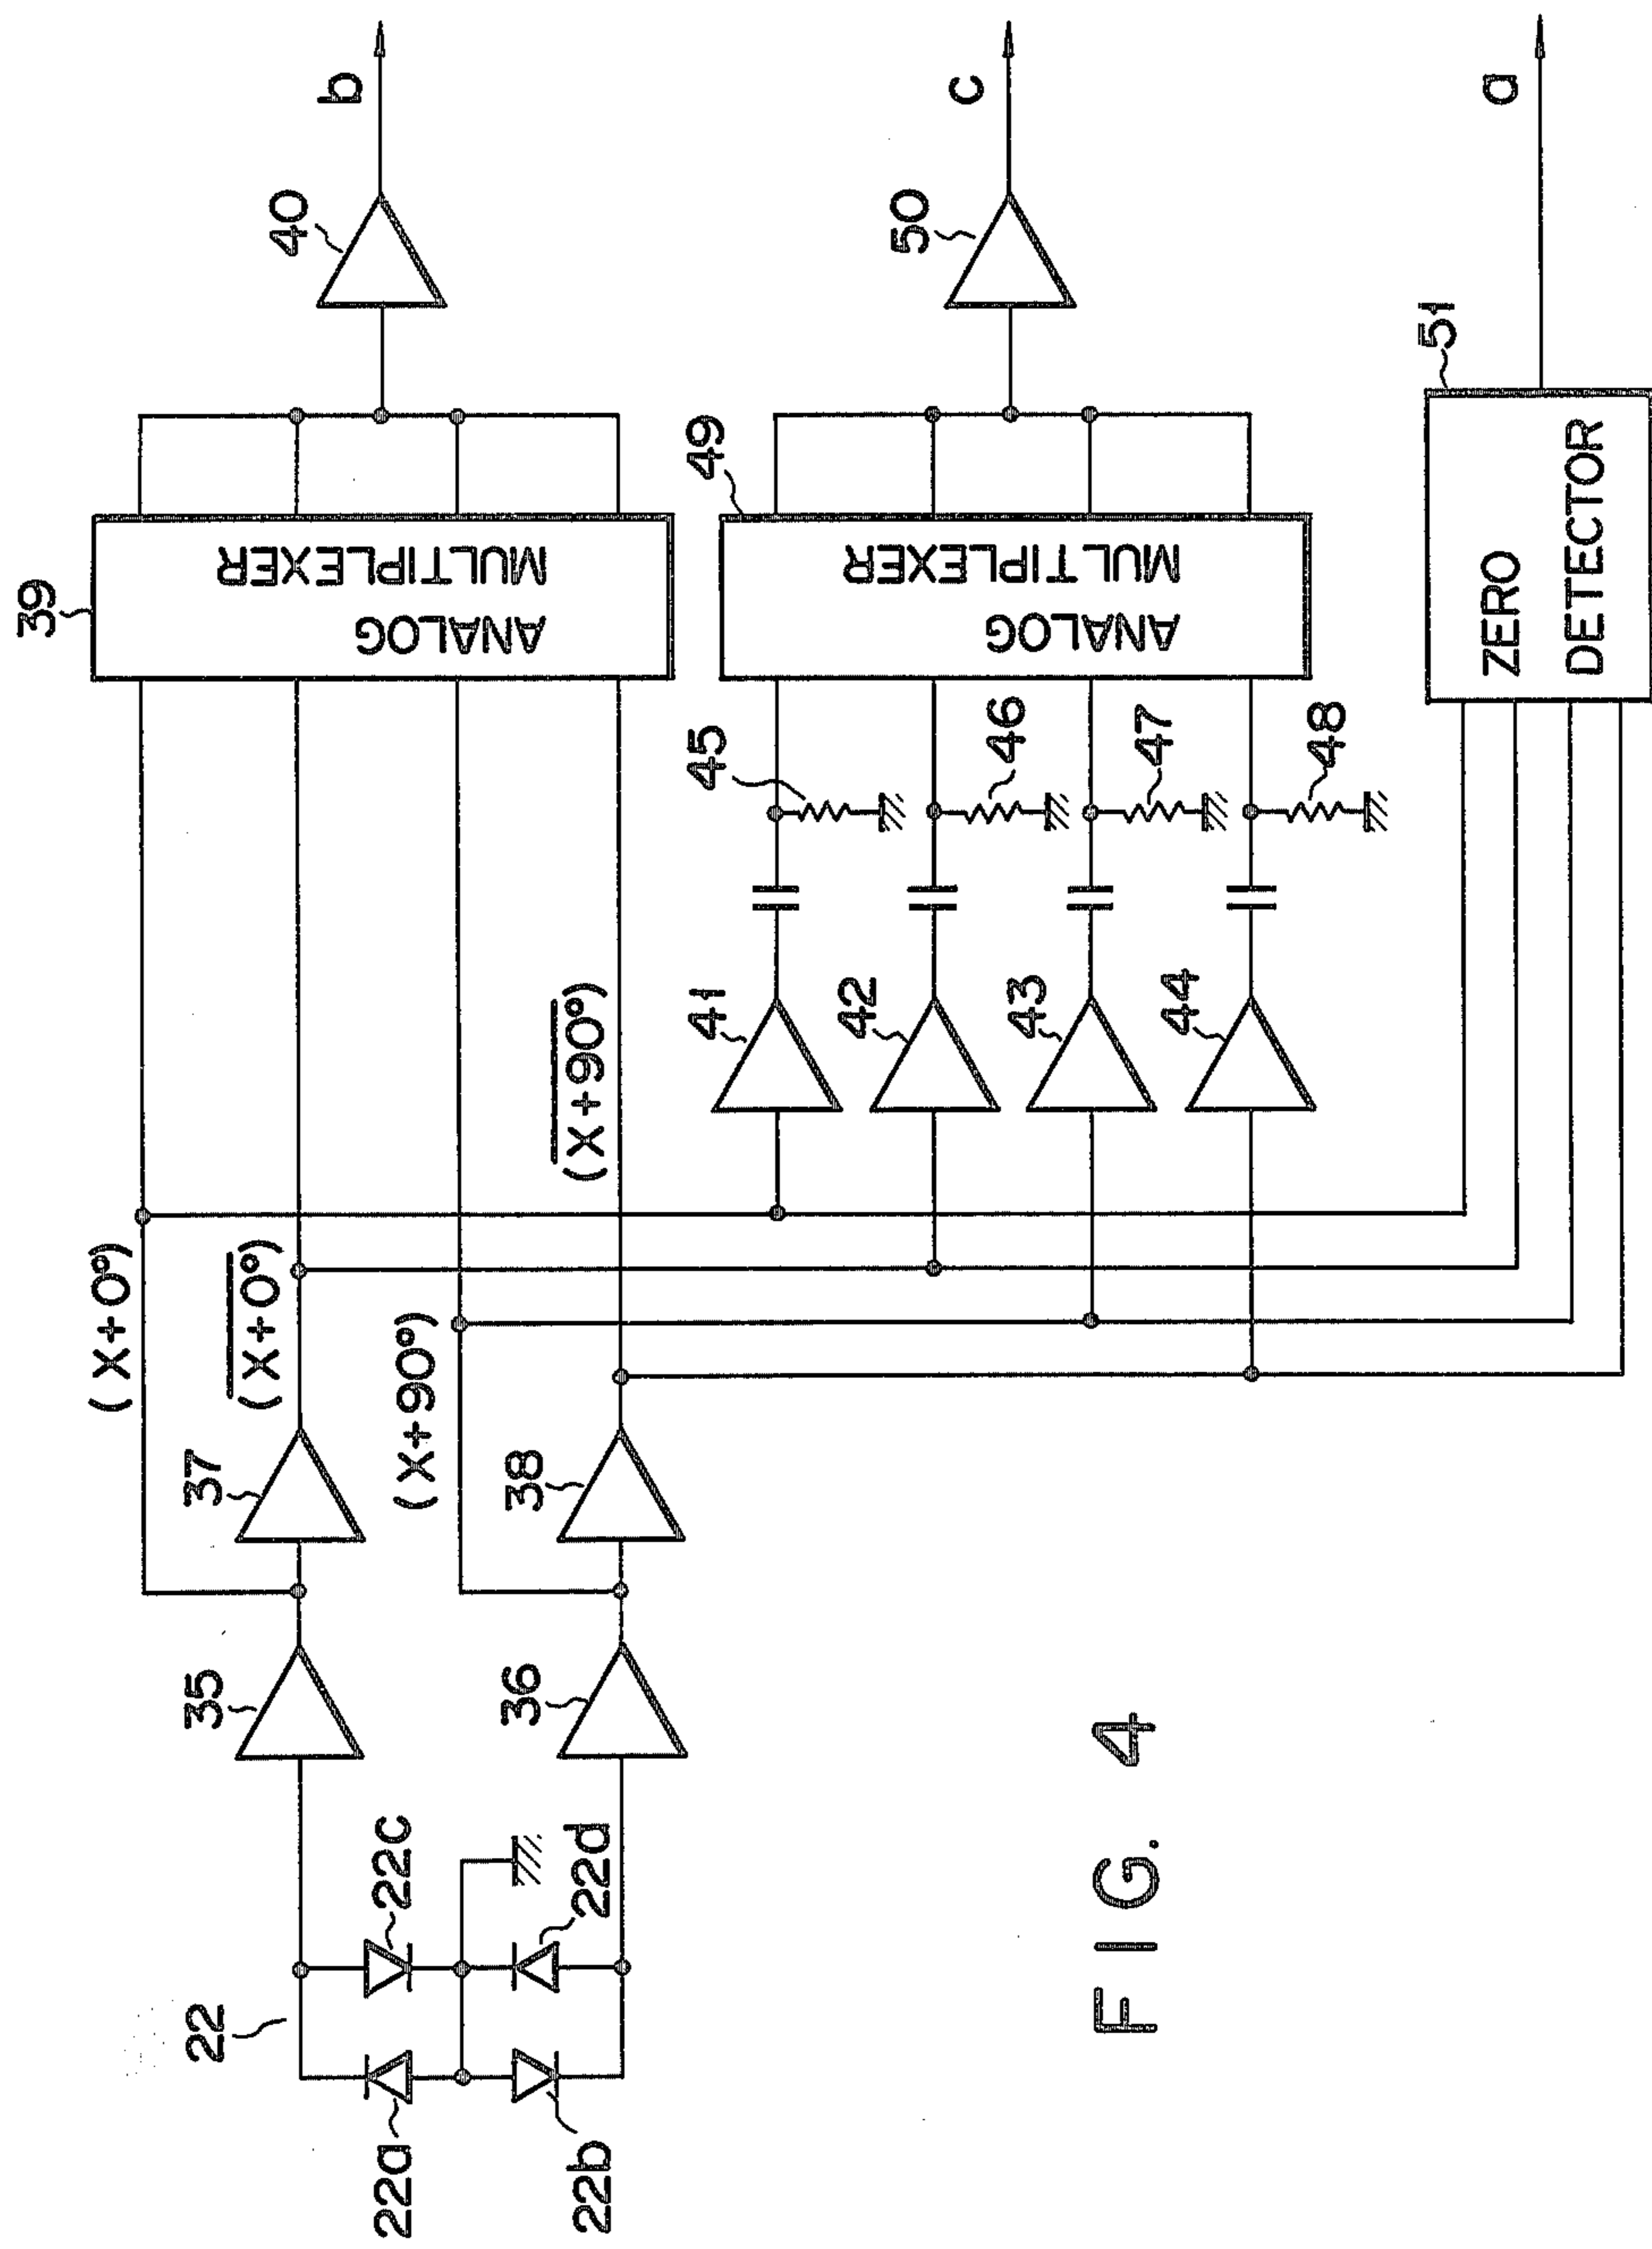 39
40
b
(X+0°)
(X+0°)
(X+90°)
(X+90°)
35
37
36
38
22
22a
22b
22c
22d
ANALOG
MULTIPLEXER
41
42
43
44
45
46
47
48
49
ANALOG
MULTIPLEXER
50
c
51
ZERO
DETECTOR
a
FIG. 4